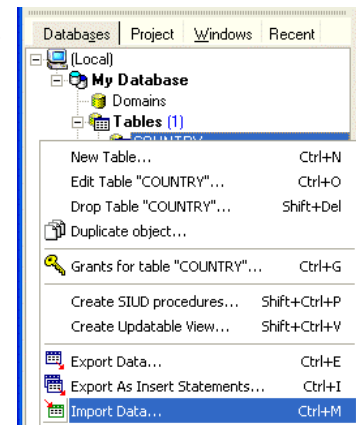 Databases Project Windows Recent
(Local)
My Database
Domains
Tables (1)
COUNTRY
New Table... Ctrl+N
Edit Table "COUNTRY"... Ctrl+O
Drop Table "COUNTRY"... Shift+Del
Duplicate object...
Grants for table "COUNTRY"... Ctrl+G
Create SIUD procedures... Shift+Ctrl+P
Create Updatable View... Shift+Ctrl+V
Export Data... Ctrl+E
Export As Insert Statements... Ctrl+I
Import Data... Ctrl+M